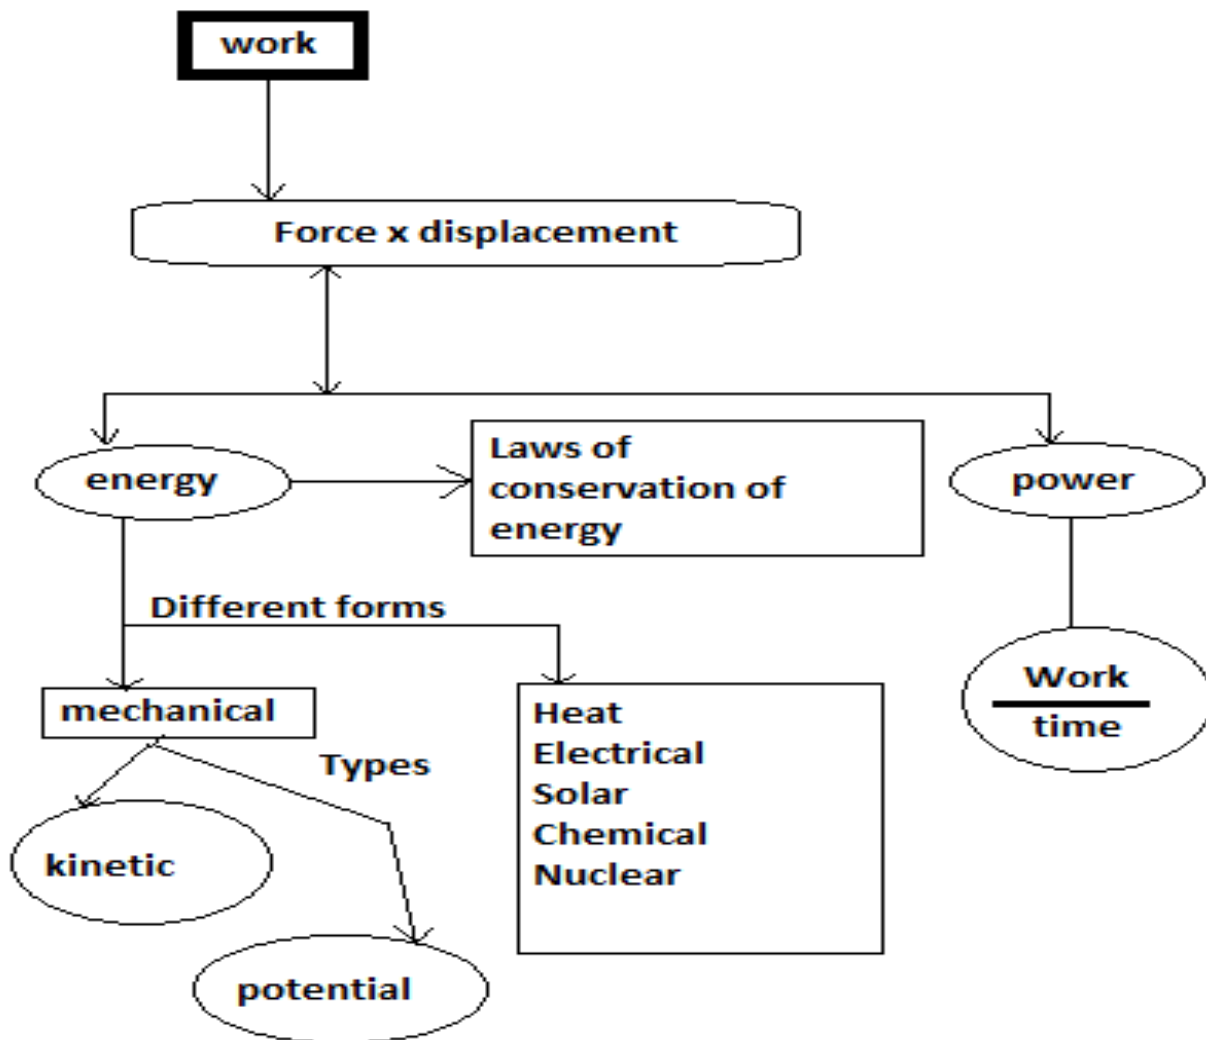 work
Force x displacement
energy
Laws of
conservation of
energy
power
Different forms
mechanical
Types
kinetic
potential
Heat
Electrical
Solar
Chemical
Nuclear
Work
time